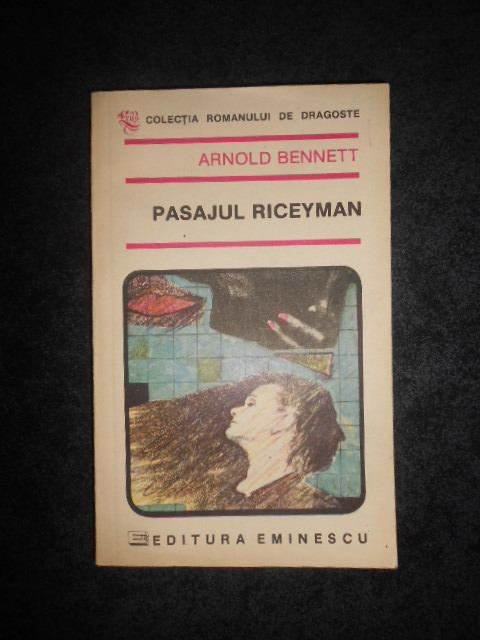 COLECȚIA ROMANULUI DE DRAGOSTE
ARNOLD BENNETT
PASAJUL RICEYMAN
EDITURA EMINESCU